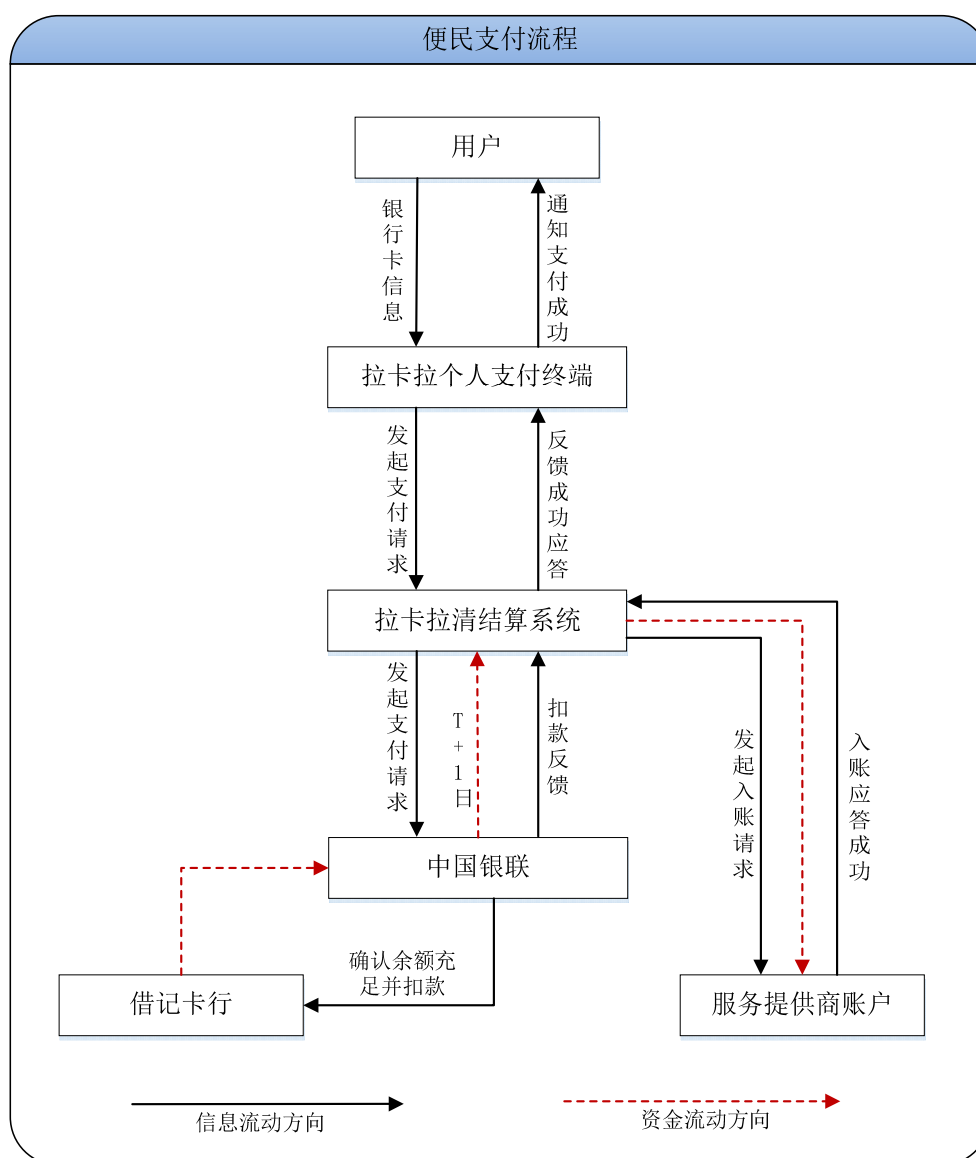 便民支付流程
用户
银行卡信息
通知支付成功
拉卡拉个人支付终端
发起支付请求
反馈成功应答
拉卡拉清结算系统
发起支付请求
T+1日
扣款反馈
发起入账请求
入账应答成功
中国银联
确认余额充
足并扣款
借记卡行
服务提供商账户
信息流动方向
资金流动方向